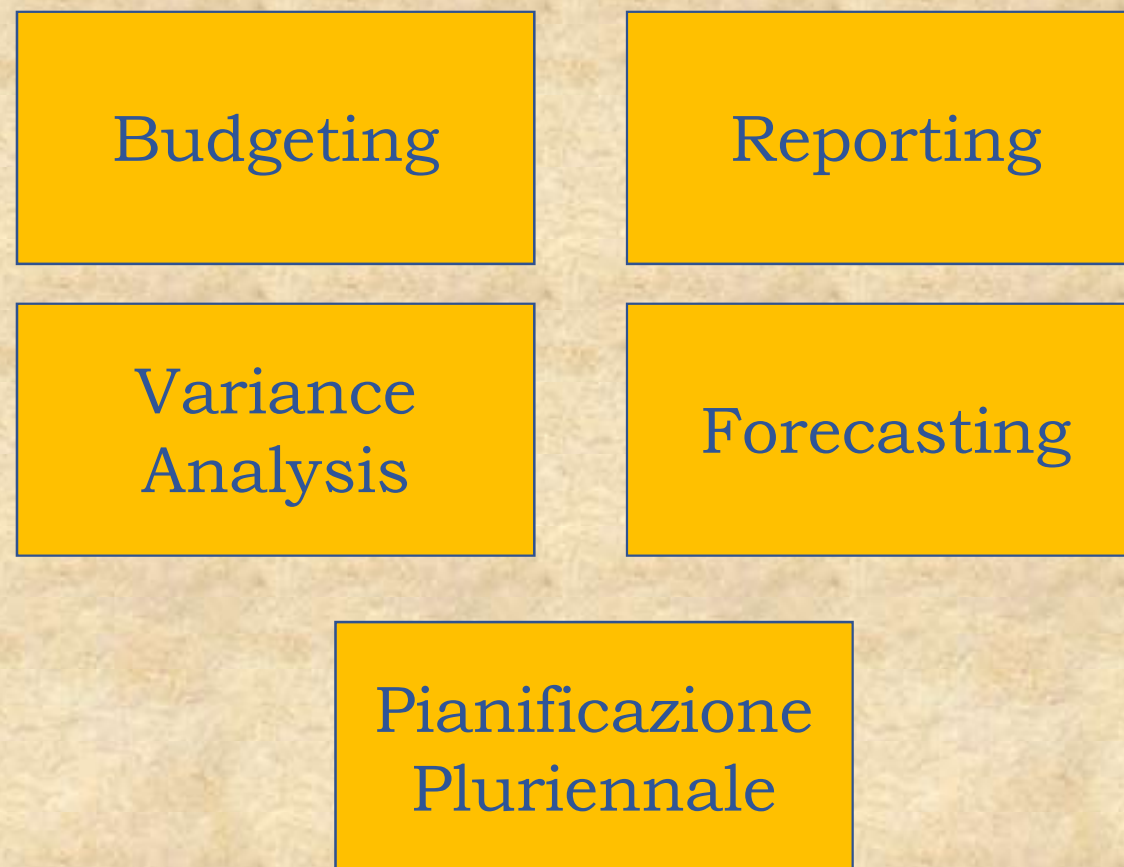 Budgeting
Reporting
Variance
Analysis
Forecasting
Pianificazione
Pluriennale